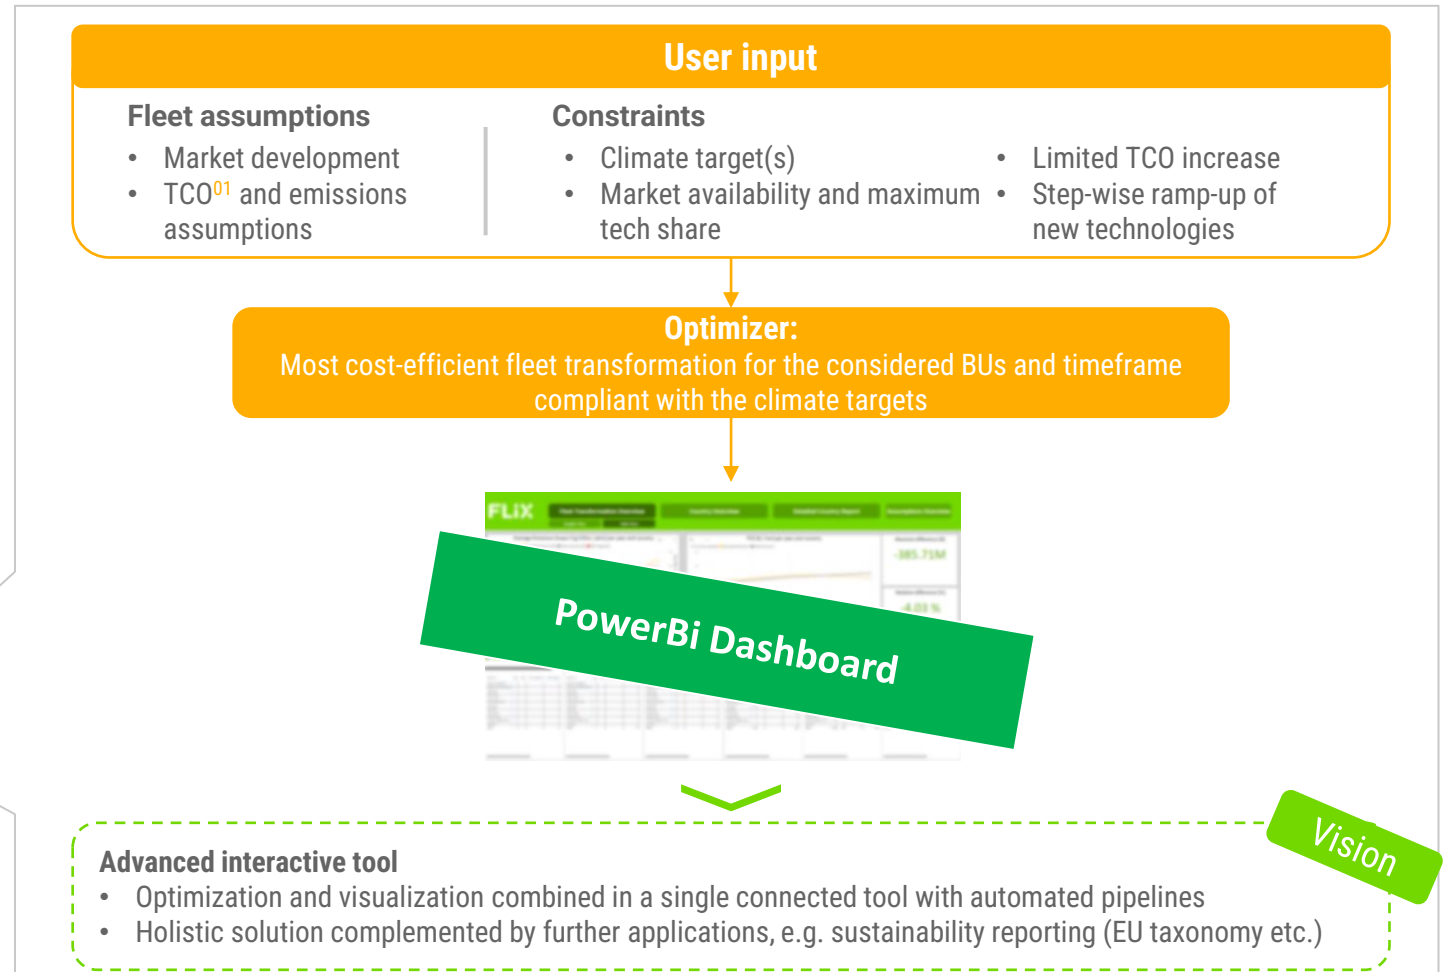 User input
Fleet assumptions
• Market development
• TCO01 and emissions
assumptions
Constraints
• Climate target(s)
• Market availability and maximum
tech share
• Limited TCO increase
• Step-wise ramp-up of
new technologies
Optimizer:
Most cost-efficient fleet transformation for the considered BUs and timeframe
compliant with the climate targets
FLiX
-385.71M
-4.03 %
PowerBi Dashboard
Vision
Advanced interactive tool
• Optimization and visualization combined in a single connected tool with automated pipelines
• Holistic solution complemented by further applications, e.g. sustainability reporting (EU taxonomy etc.)